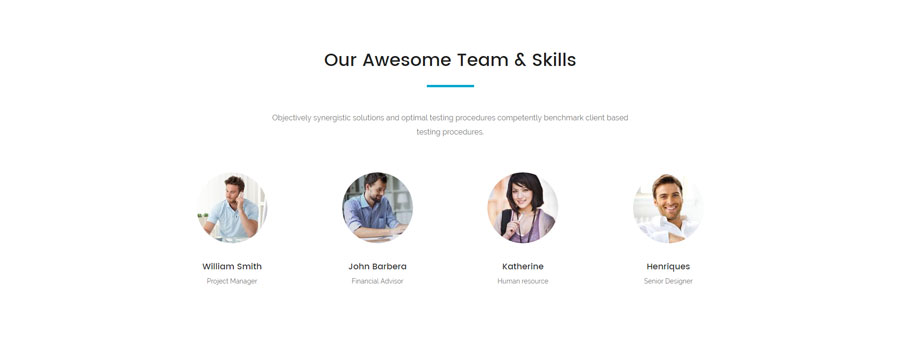 Our Awesome Team & Skills
Objectively synergistic solutions and optimal testing procedures competently benchmark client based
testing procedures.
William Smith
Project Manager
John Barbera
Financial Advisor
Katherine
Human resource
Henriques
Senior Designer